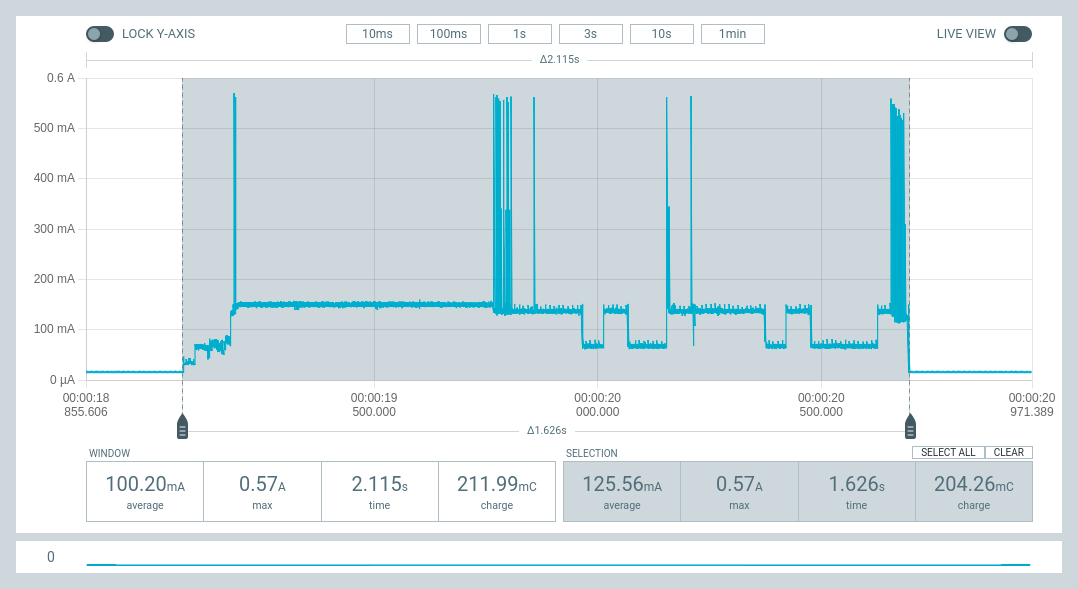 LOCK Y-AXIS 10ms 100ms 1s 3s 10s 1min LIVE VIEW
Δ2.115s
0.6 A
500 mA
400 mA
300 mA
200 mA
100 mA
0 µA
00:00:18 00:00:19 00:00:20 00:00:20 00:00:20
855.606 500.000 000.000 500.000 971.389
Δ1.626s
WINDOW SELECTION SELECT ALL CLEAR
100.20mA 0.57A 2.115s 211.99mC 125.56mA 0.57A 1.626s 204.26mC
average max time charge average max time charge
0